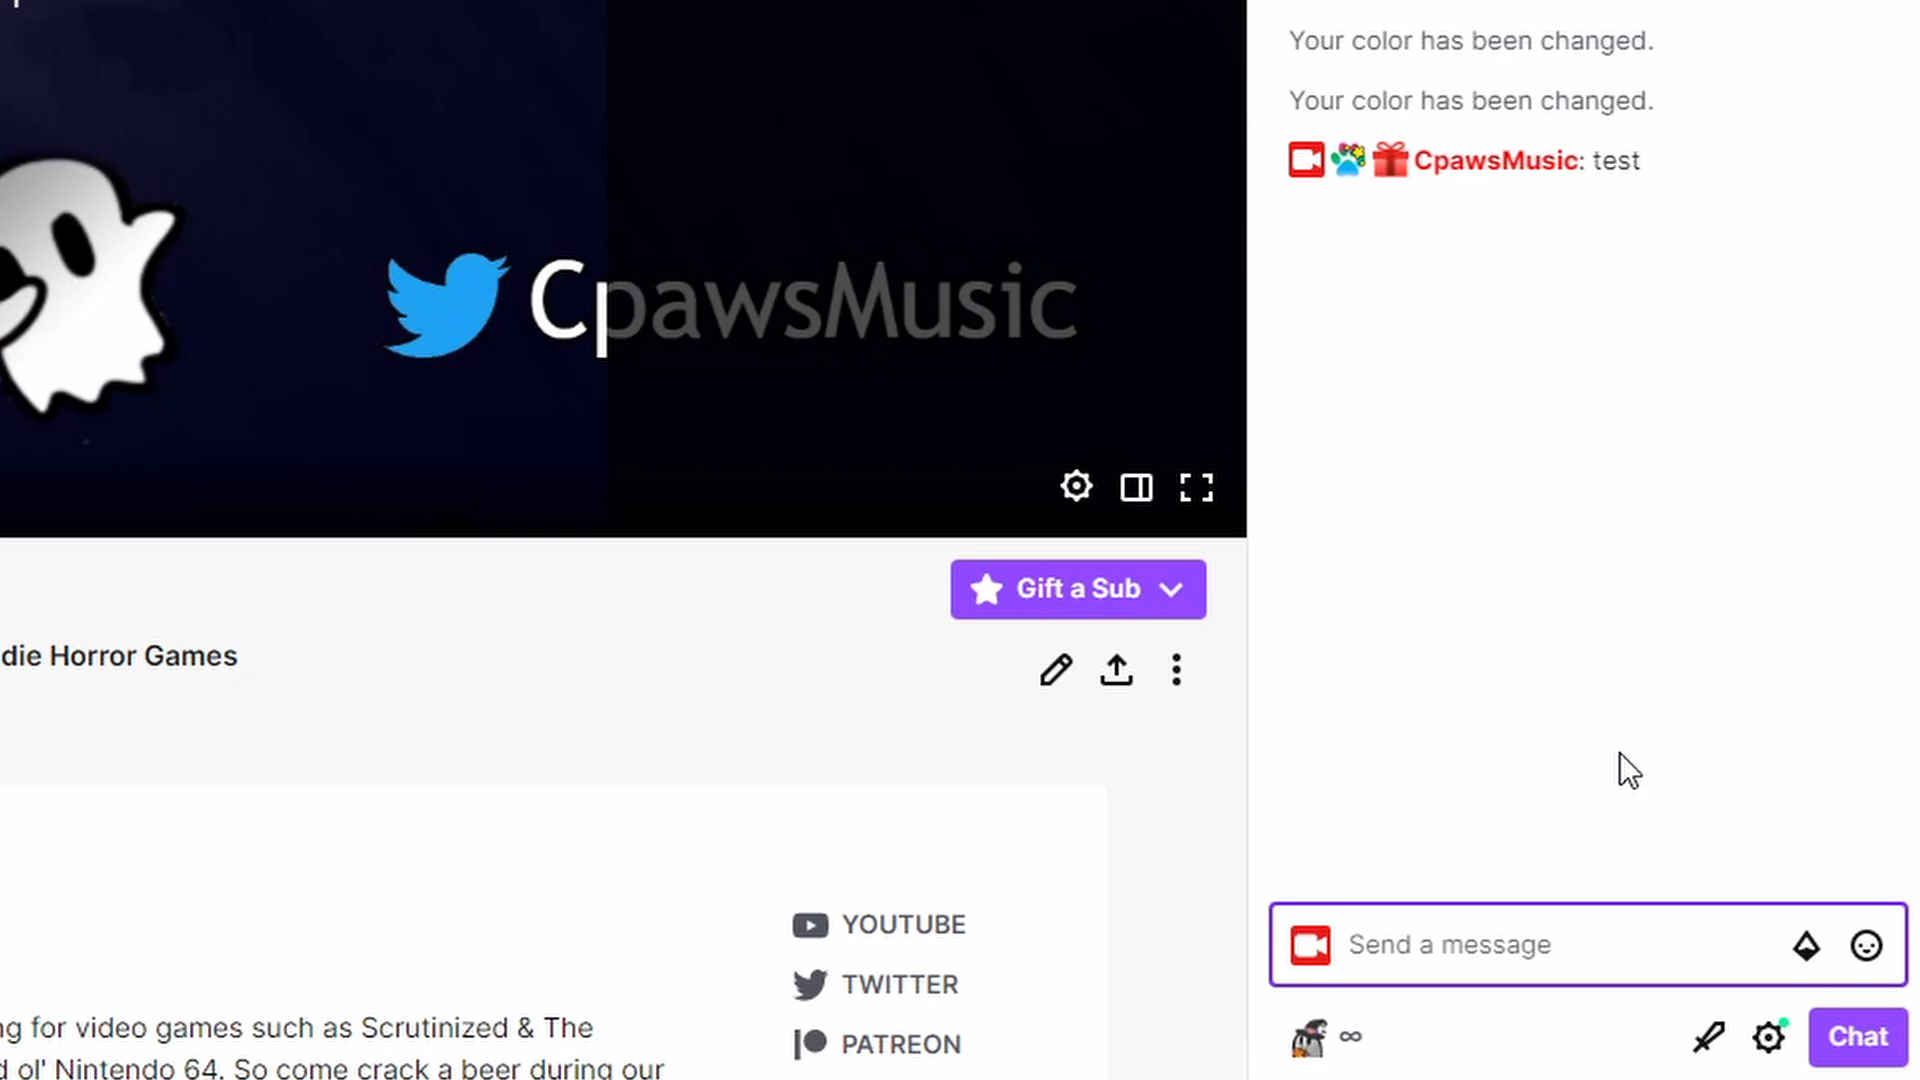 Your color has been changed.
Your color has been changed.
CpawsMusic: test
CpawsMusic
Gift a Sub
die Horror Games
YOUTUBE
TWITTER
PATREON
ng for video games such as Scrutinized & The
d ol' Nintendo 64. So come crack a beer during our
Send a message
∞
Chat